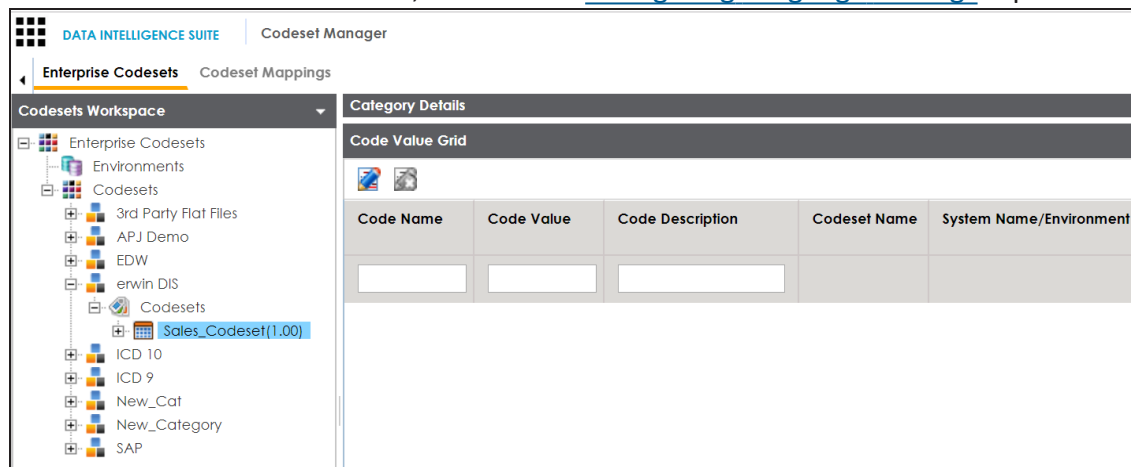 DATA INTELLIGENCE SUITE Codeset Manager
Enterprise Codesets Codeset Mappings
Codesets Workspace
Enterprise Codesets
Environments
Codesets
3rd Party Flat FIles
APJ Demo
EDW
erwin DIS
Codesets
Sales_Codeset(1.00)
ICD 10
ICD 9
New_Cat
New_Category
SAP
Category Details
Code Value Grid
Code Name Code Value Code Description Codeset Name System Name/Environment